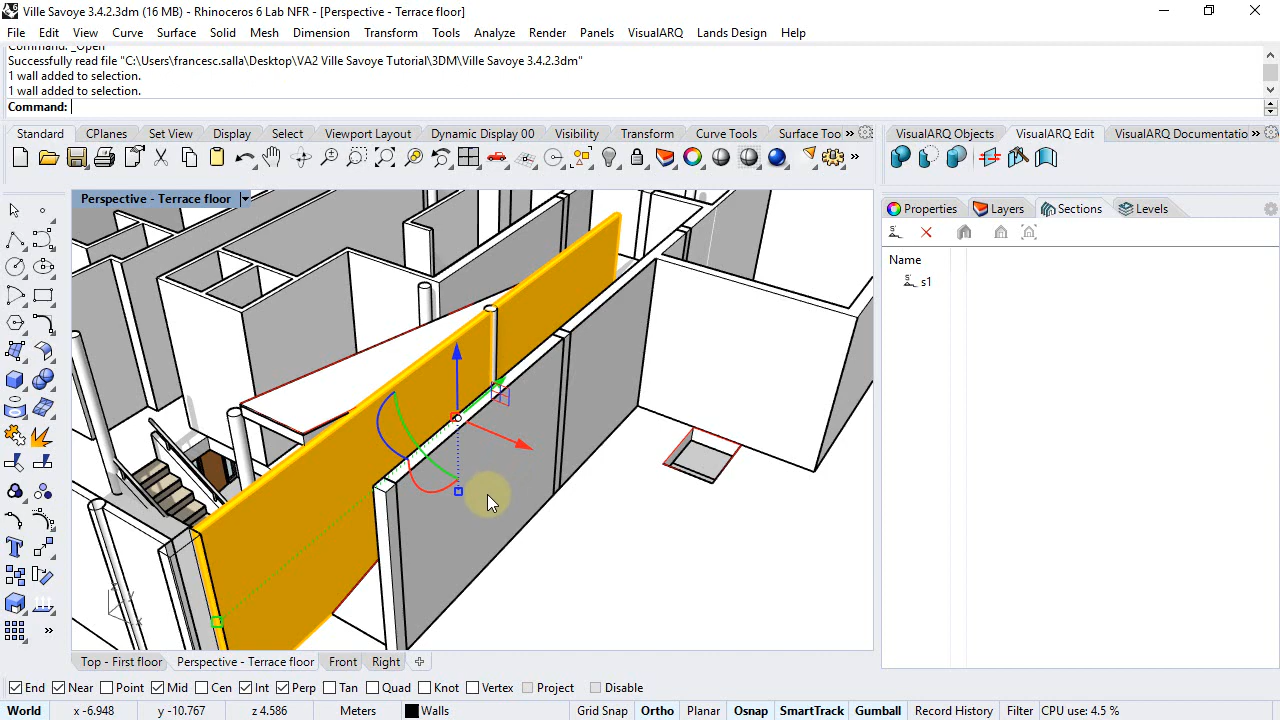 Ville Savoye 3.4.2.3dm (16 MB) - Rhinoceros 6 Lab NFR - [Perspective - Terrace floor]
File Edit View Curve Surface Solid Mesh Dimension Transform Tools Analyze Render Panels VisualARQ Lands Design Help
Command: _Open
Successfully read file "C:\Users\francesc.salla\Desktop\VA2 Ville Savoye Tutorial\3DM\Ville Savoye 3.4.2.3dm"
1 wall added to selection.
1 wall added to selection.
Command:
Standard CPlanes Set View Display Select Viewport Layout Dynamic Display 00 Visibility Transform Curve Tools Surface Too » VisualARQ Objects VisualARQ Edit VisualARQ Documentatio »
»
Perspective - Terrace floor
Properties Layers Sections Levels
Name
s1
»
Top - First floor Perspective - Terrace floor Front Right
End Near Point Mid Cen Int Perp Tan Quad Knot Vertex Project Disable
World x -6.948 y -10.767 z 4.586 Meters Walls Grid Snap Ortho Planar Osnap SmartTrack Gumball Record History Filter CPU use: 4.5 %